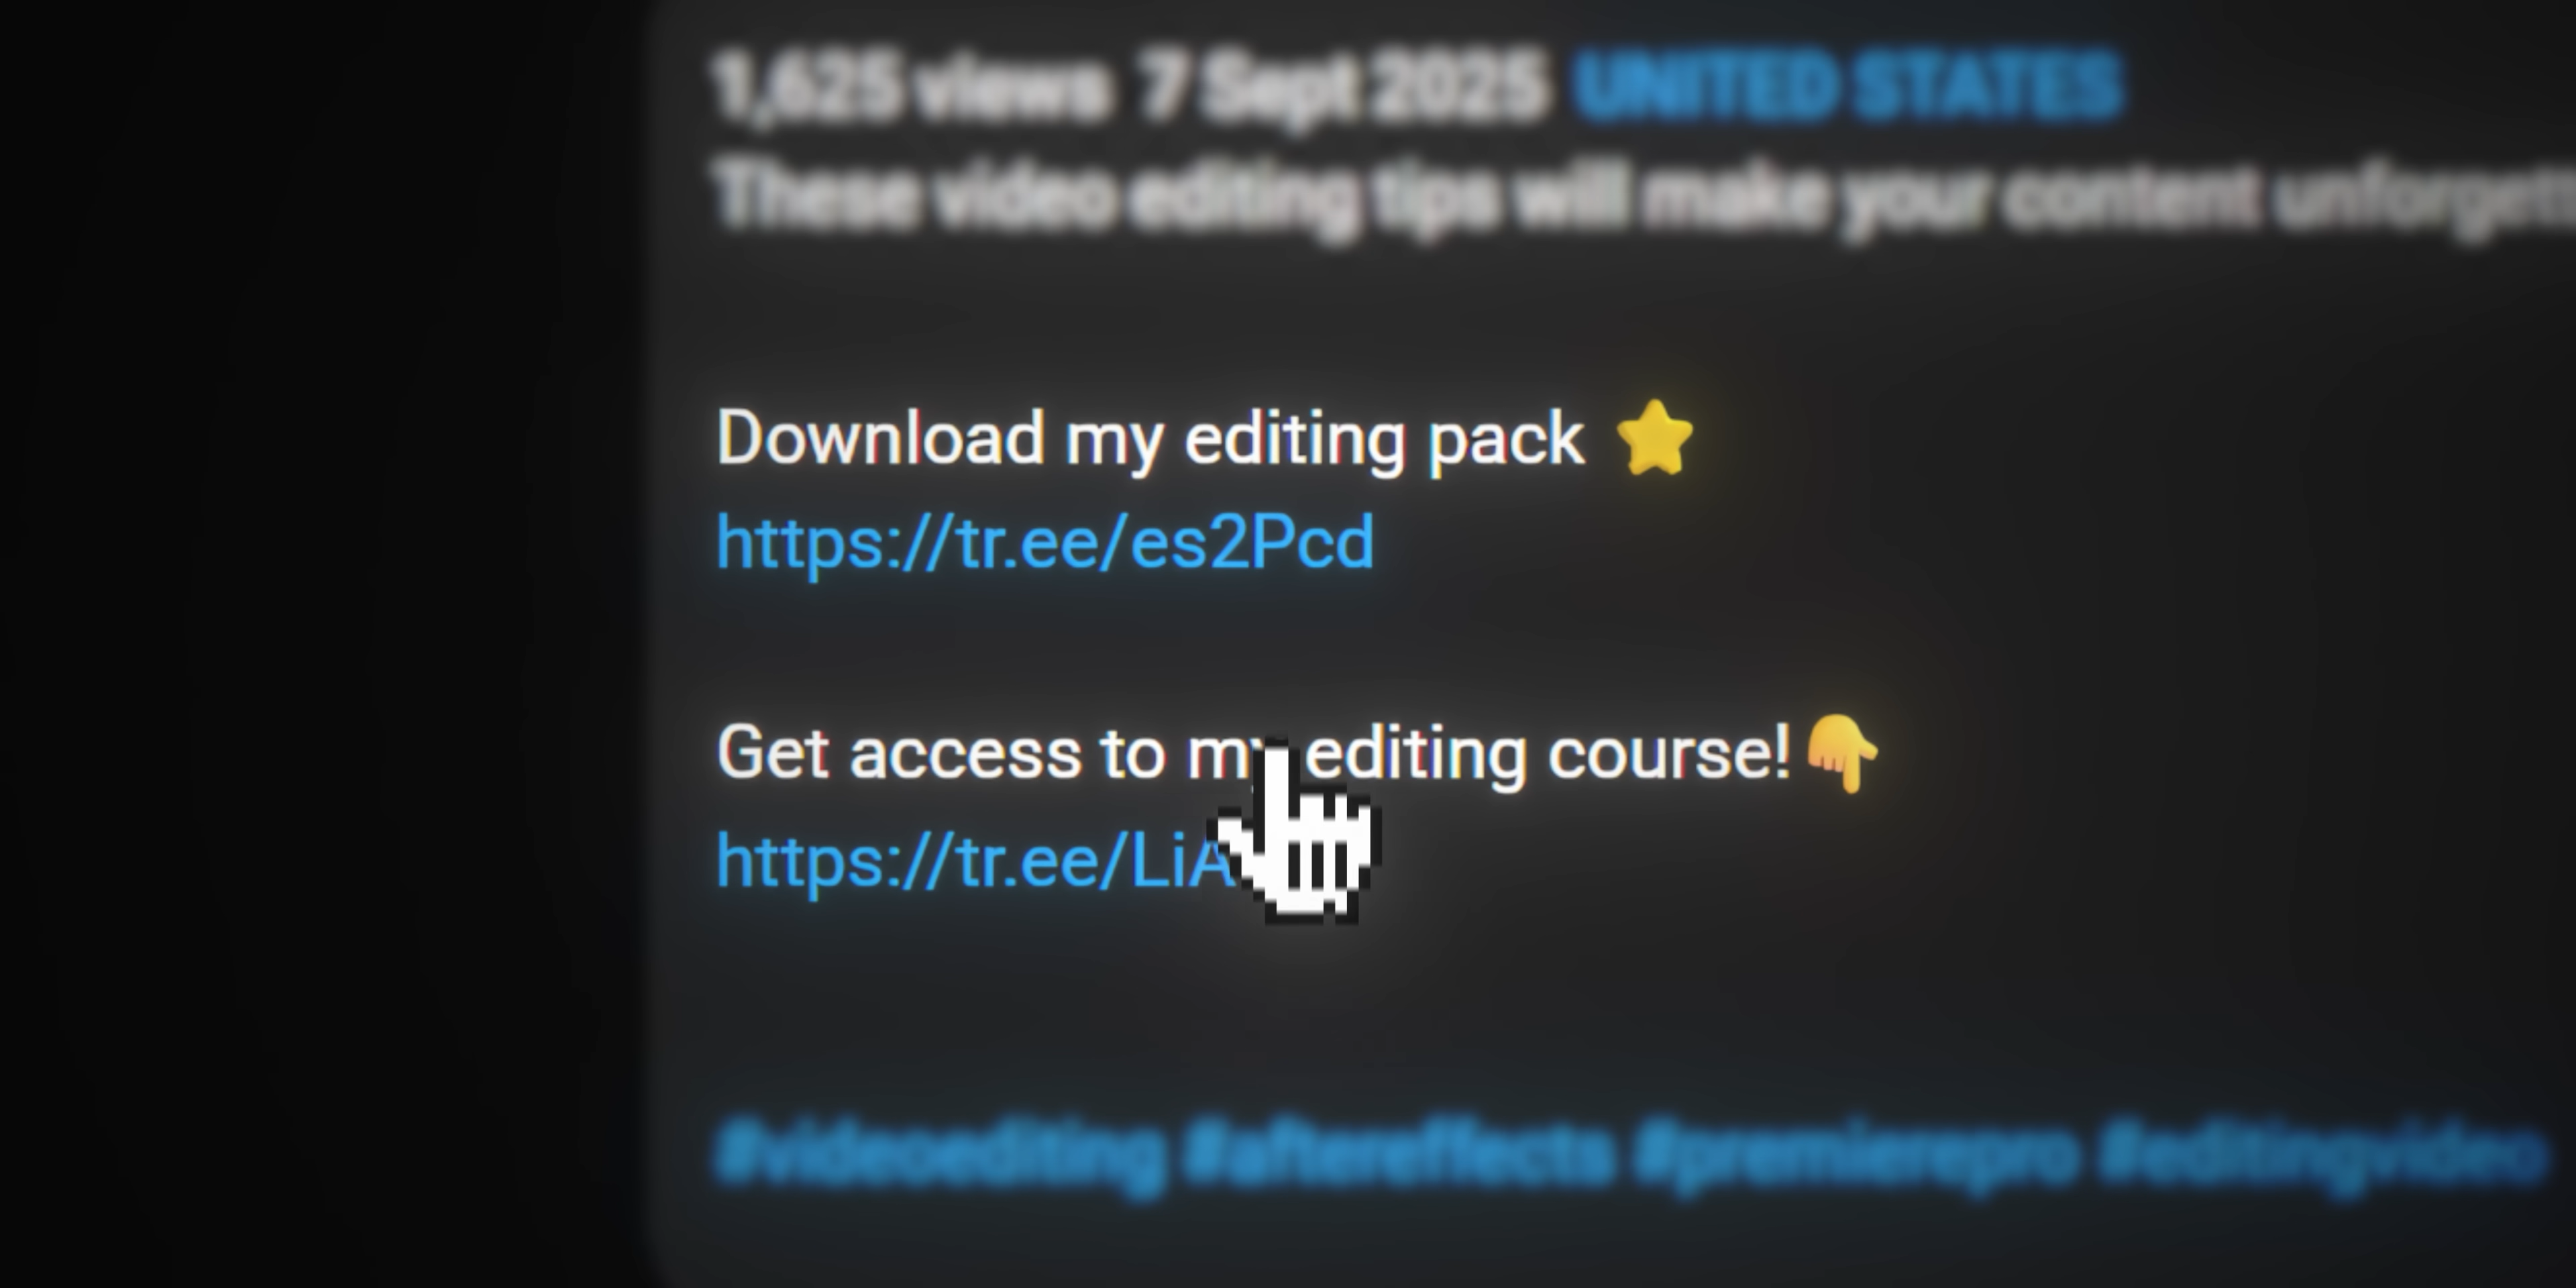 1,625 views 7 Sept 2025 UNITED STATES
These video editing tips will make your content
Download my editing pack ⭐
https://tr.ee/es2Pcd
Get access to my editing course!👇
https://tr.ee/LiA
#videoediting #aftereffects #premierepro #editingvideo